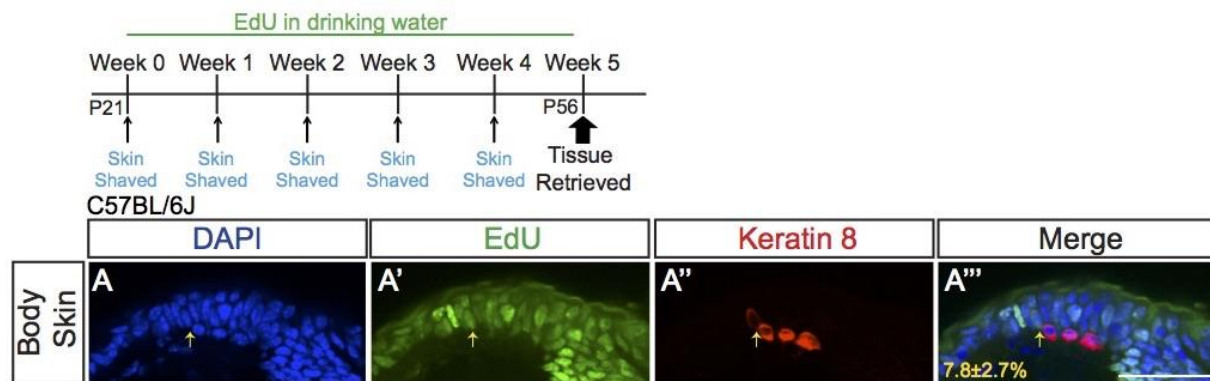 EdU in drinking water
Week 0 Week 1 Week 2 Week 3 Week 4 Week 5
P21 P56
Skin Skin Skin Skin Skin Tissue
Shaved Shaved Shaved Shaved Shaved Retrieved
C57BL/6J
DAPI EdU Keratin 8 Merge
Body
Skin
A A' A" A"'
7.8±2.7%